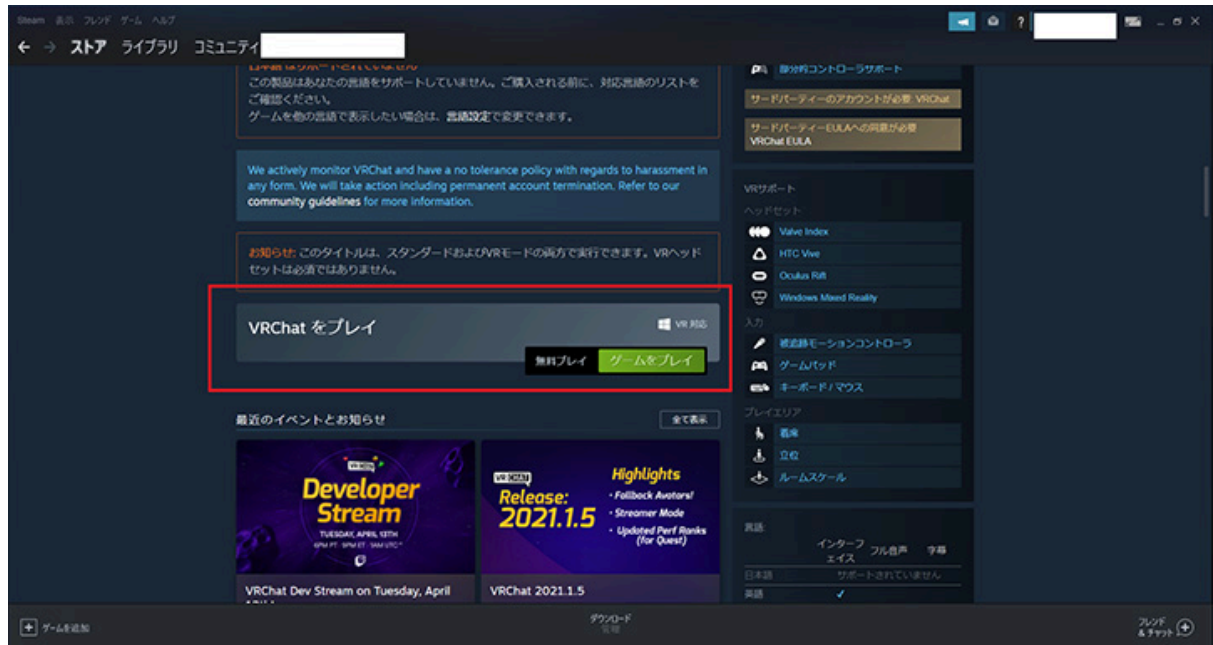 Steam 表示 フレンド ゲーム ヘルプ
?
← → ストア ライブラリ コミュニティ
日本語 はサポートされていません
この製品はあなたの言語をサポートしていません。ご購入される前に、対応言語のリストを
ご確認ください。
ゲームを他の言語で表示したい場合は、言語設定で変更できます。
We actively monitor VRChat and have a no tolerance policy with regards to harassment in
any form. We will take action including permanent account termination. Refer to our
community guidelines for more information.
お知らせ: このタイトルは、スタンダードおよびVRモードの両方で実行できます。VRヘッド
セットは必須ではありません。
VRChat をプレイ
VR 対応
無料プレイ
ゲームをプレイ
最近のイベントとお知らせ
全て表示
VRCHAT
Developer
Stream
TUESDAY, APRIL 13TH
VRCHAT
Release:
2021.1.5
Highlights
・Fallback Avatars!
・Streamer Mode
・Updated Perf Ranks
(for Quest)
VRChat Dev Stream on Tuesday, April
VRChat 2021.1.5
部分的コントローラサポート
サードパーティーのアカウントが必要: VRChat
サードパーティーEULAへの同意が必要
VRChat EULA
VRサポート
ヘッドセット:
Valve Index
HTC Vive
Oculus Rift
Windows Mixed Reality
入力
被追跡モーションコントローラ
ゲームパッド
キーボード / マウス
プレイエリア
着席
立位
ルームスケール
言語:
インターフェイス フル音声 字幕
日本語 サポートされていません
英語 ✓
+ ゲームを追加
ダウンロード
管理
フレンド
& チャット +